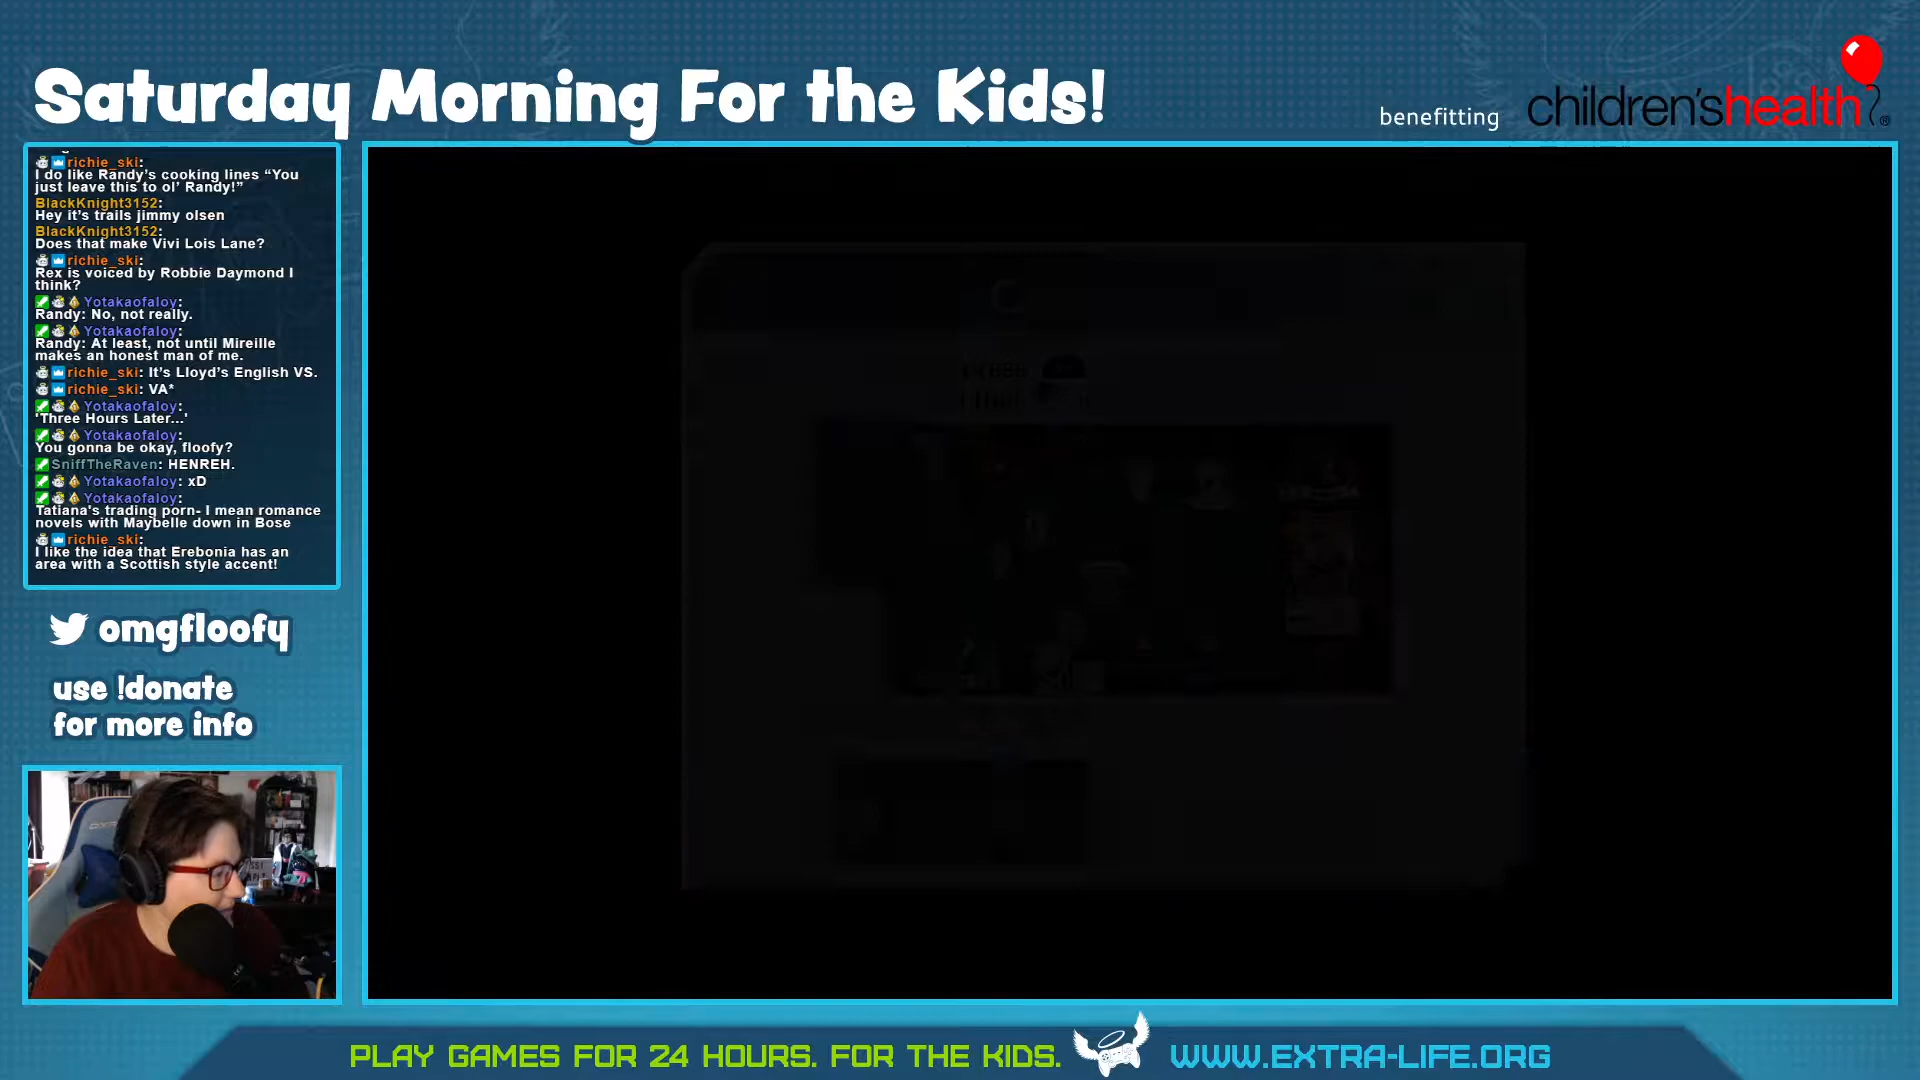 Saturday Morning For the Kids!
benefitting
children'shealth®
richie_ski:
I do like Randy’s cooking lines “You
just leave this to ol’ Randy!”
BlackKnight3152:
Hey it’s trails jimmy olsen
BlackKnight3152:
Does that make Vivi Lois Lane?
richie_ski:
Rex is voiced by Robbie Daymond I
think?
Yotakaofaloy:
Randy: No, not really.
Yotakaofaloy:
Randy: At least, not until Mireille
makes an honest man of me.
richie_ski: It’s Lloyd’s English VS.
richie_ski: VA*
Yotakaofaloy:
'Three Hours Later...'
Yotakaofaloy:
You gonna be okay, floofy?
SniffTheRaven: HENREH.
Yotakaofaloy: xD
Yotakaofaloy:
Tatiana's trading porn- I mean romance
novels with Maybelle down in Bose
richie_ski:
I like the idea that Erebonia has an
area with a Scottish style accent!
omgfloofy
use !donate
for more info
PLAY GAMES FOR 24 HOURS. FOR THE KIDS.
WWW.EXTRA-LIFE.ORG